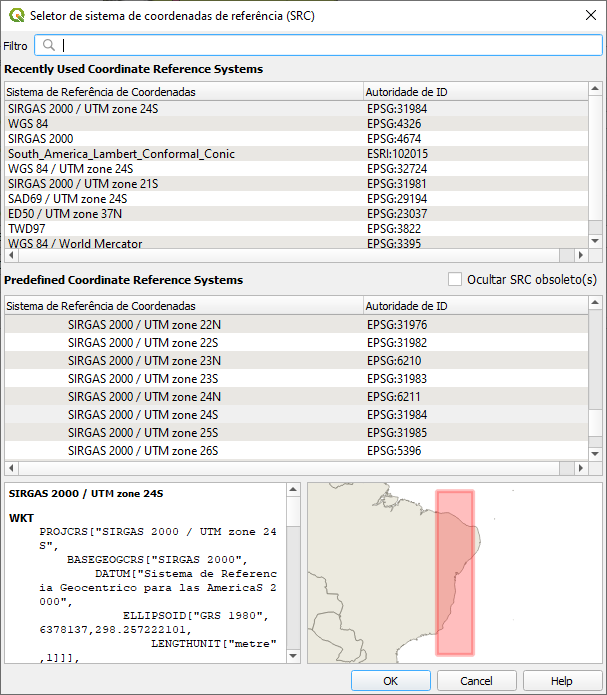 Seletor de sistema de coordenadas de referência (SRC)
Filtro
Recently Used Coordinate Reference Systems
Sistema de Referência de Coordenadas Autoridade de ID
SIRGAS 2000 / UTM zone 24S EPSG:31984
WGS 84 EPSG:4326
SIRGAS 2000 EPSG:4674
South_America_Lambert_Conformal_Conic ESRI:102015
WGS 84 / UTM zone 24S EPSG:32724
SIRGAS 2000 / UTM zone 21S EPSG:31981
SAD69 / UTM zone 24S EPSG:29194
ED50 / UTM zone 37N EPSG:23037
TWD97 EPSG:3822
WGS 84 / World Mercator EPSG:3395
Predefined Coordinate Reference Systems Ocultar SRC obsoleto(s)
Sistema de Referência de Coordenadas Autoridade de ID
SIRGAS 2000 / UTM zone 22N EPSG:31976
SIRGAS 2000 / UTM zone 22S EPSG:31982
SIRGAS 2000 / UTM zone 23N EPSG:6210
SIRGAS 2000 / UTM zone 23S EPSG:31983
SIRGAS 2000 / UTM zone 24N EPSG:6211
SIRGAS 2000 / UTM zone 24S EPSG:31984
SIRGAS 2000 / UTM zone 25S EPSG:31985
SIRGAS 2000 / UTM zone 26S EPSG:5396
SIRGAS 2000 / UTM zone 24S
WKT
PROJCRS["SIRGAS 2000 / UTM zone 24
S",
BASEGEOGCRS["SIRGAS 2000",
DATUM["Sistema de Referenc
ia Geocentrico para las AmericaS 2
000",
ELLIPSOID["GRS 1980",
6378137,298.257222101,
LENGTHUNIT["metre"
,1]]],
OK Cancel Help